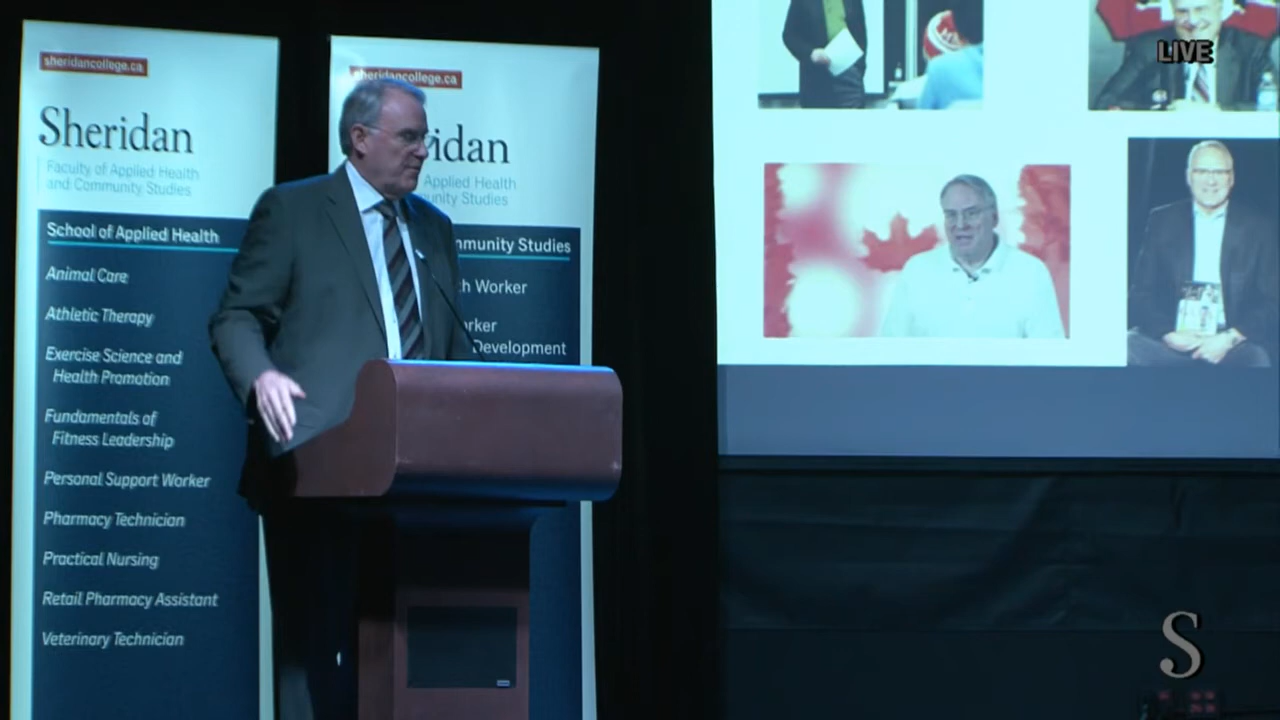 sheridancollege.ca
Sheridan
Faculty of Applied Health
and Community Studies
School of Applied Health
Animal Care
Athletic Therapy
Exercise Science and
Health Promotion
Fundamentals of
Fitness Leadership
Personal Support Worker
Pharmacy Technician
Practical Nursing
Retail Pharmacy Assistant
Veterinary Technician
sheridancollege.ca
idan
Applied Health
munity Studies
mmunity Studies
h Worker
orker
Development
LIVE
S